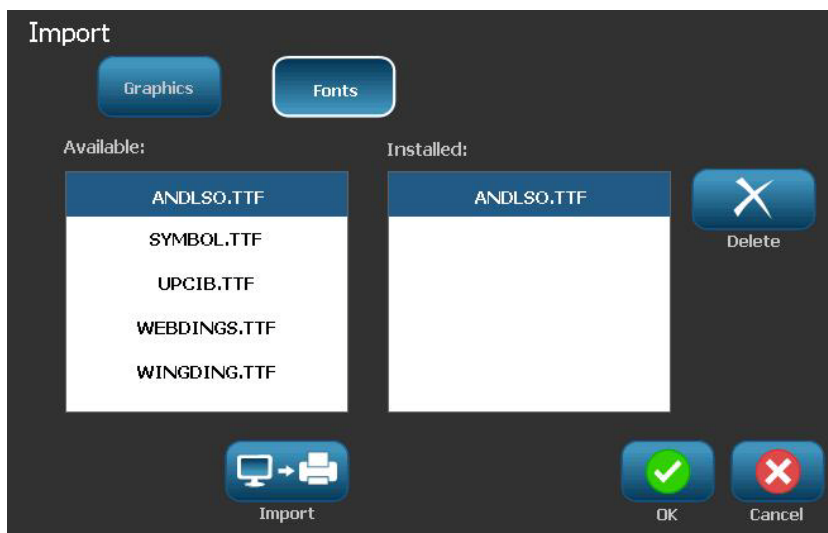 Import
Graphics
Fonts
Available:
Installed:
ANDLSO.TTF
SYMBOL.TTF
UPCIB.TTF
WEBDINGS.TTF
WINGDING.TTF
ANDLSO.TTF
Delete
Import
OK
Cancel